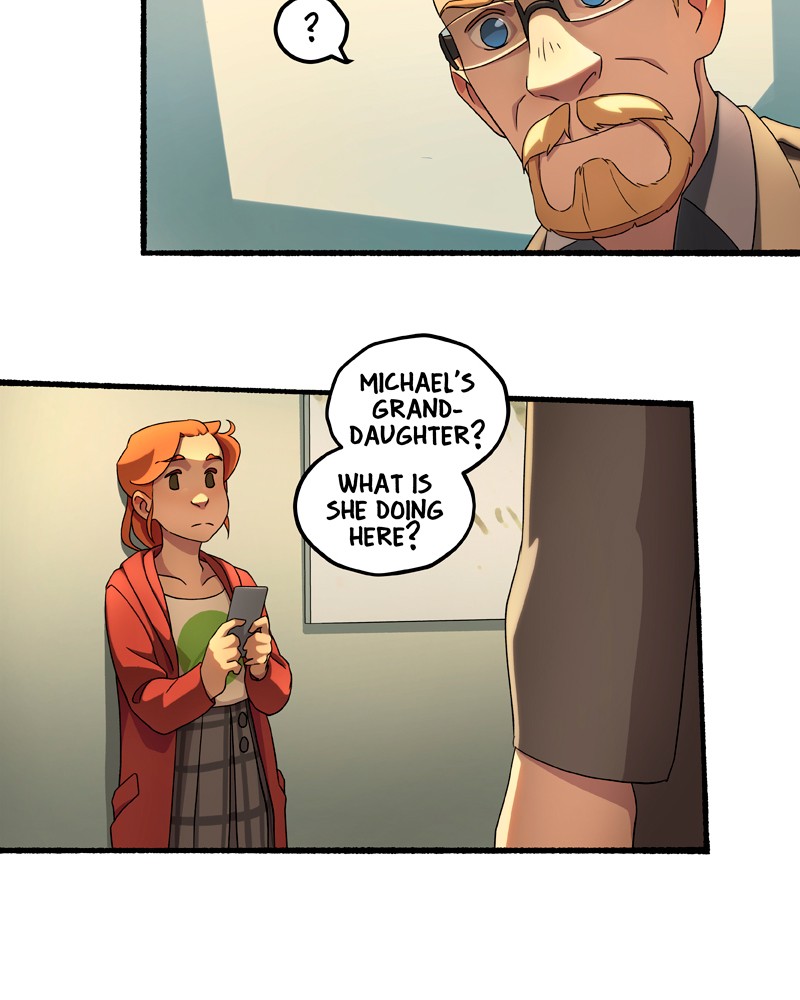 ?
MICHAEL'S
GRAND-
DAUGHTER?
WHAT IS
SHE DOING
HERE?